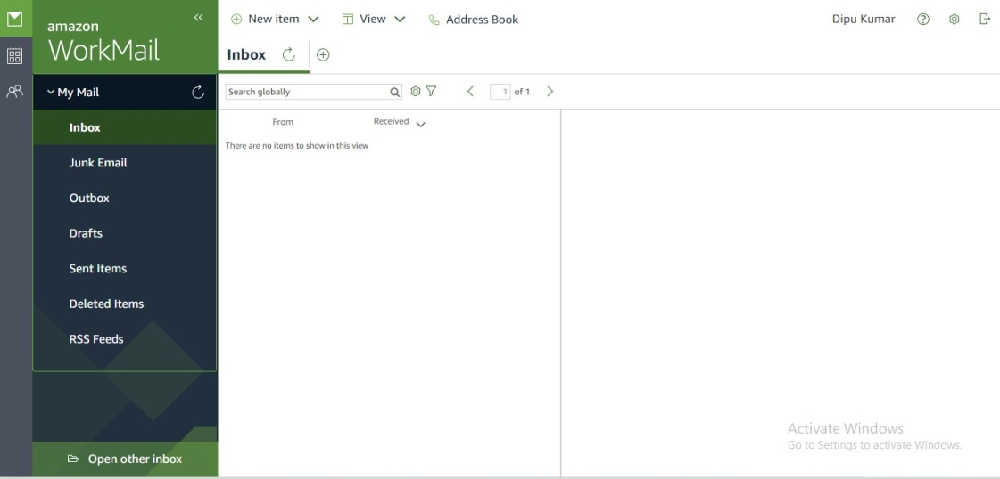 amazon
WorkMail
New item
View
Address Book
Dipu Kumar
Inbox
My Mail
Inbox
Junk Email
Outbox
Drafts
Sent Items
Deleted Items
RSS Feeds
Open other inbox
Search globally
1 of 1
From Received
There are no items to show in this view
Activate Windows
Go to Settings to activate Windows.